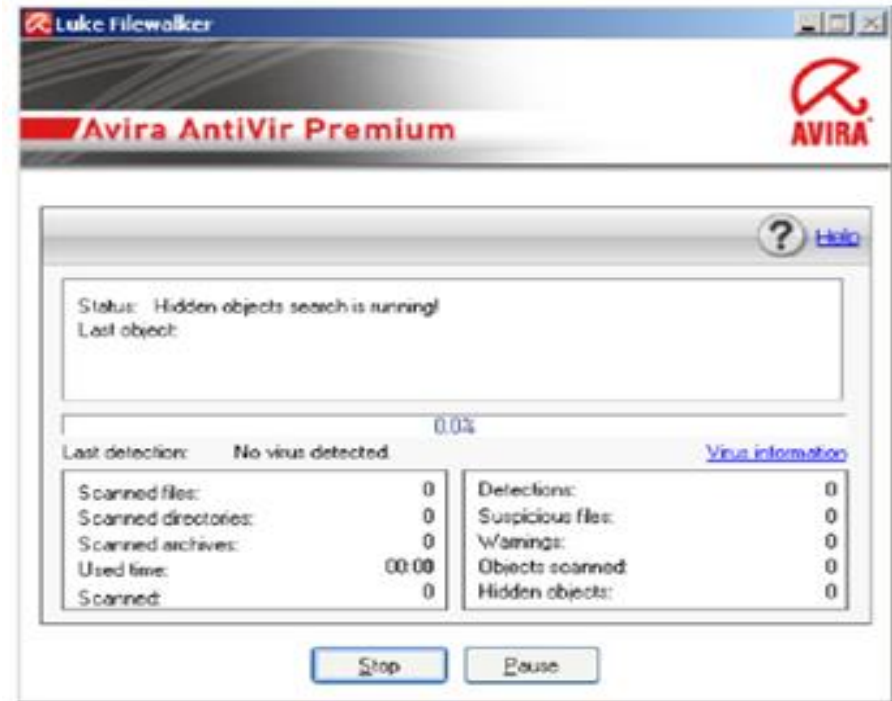 Luke Filewalker
Avira AntiVir Premium
AVIRA
? Help
Status: Hidden objects search is running!
Last object:
0.0%
Last detection: No virus detected Virus information
Scanned files: 0
Scanned directories: 0
Scanned archives: 0
Used time: 00:00
Scanned: 0
Detections: 0
Suspicious files: 0
Warnings: 0
Objects scanned: 0
Hidden objects: 0
Stop Pause